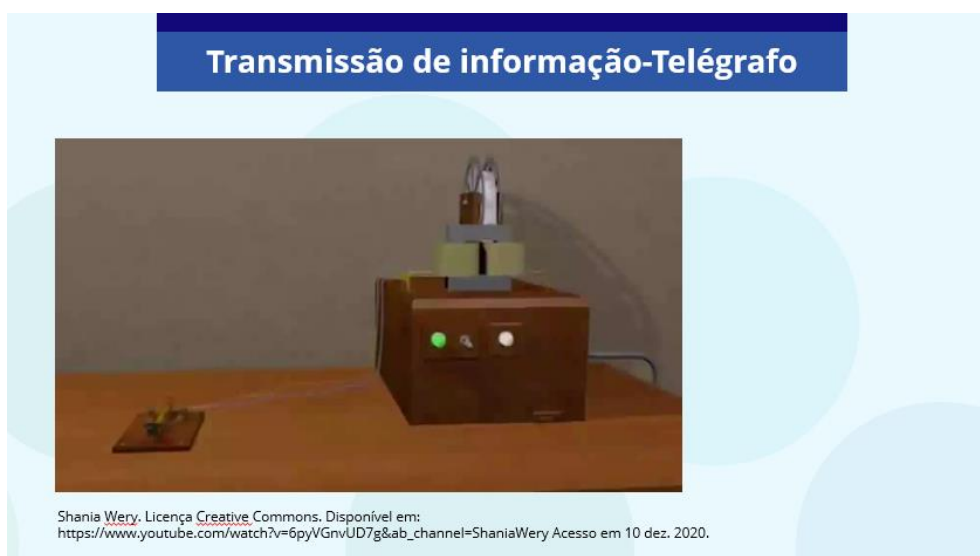 Transmissão de informação-Telégrafo
Shania Wery. Licença Creative Commons. Disponível em:
https://www.youtube.com/watch?v=6pyVGnvUD7g&ab_channel=ShaniaWery Acesso em 10 dez. 2020.